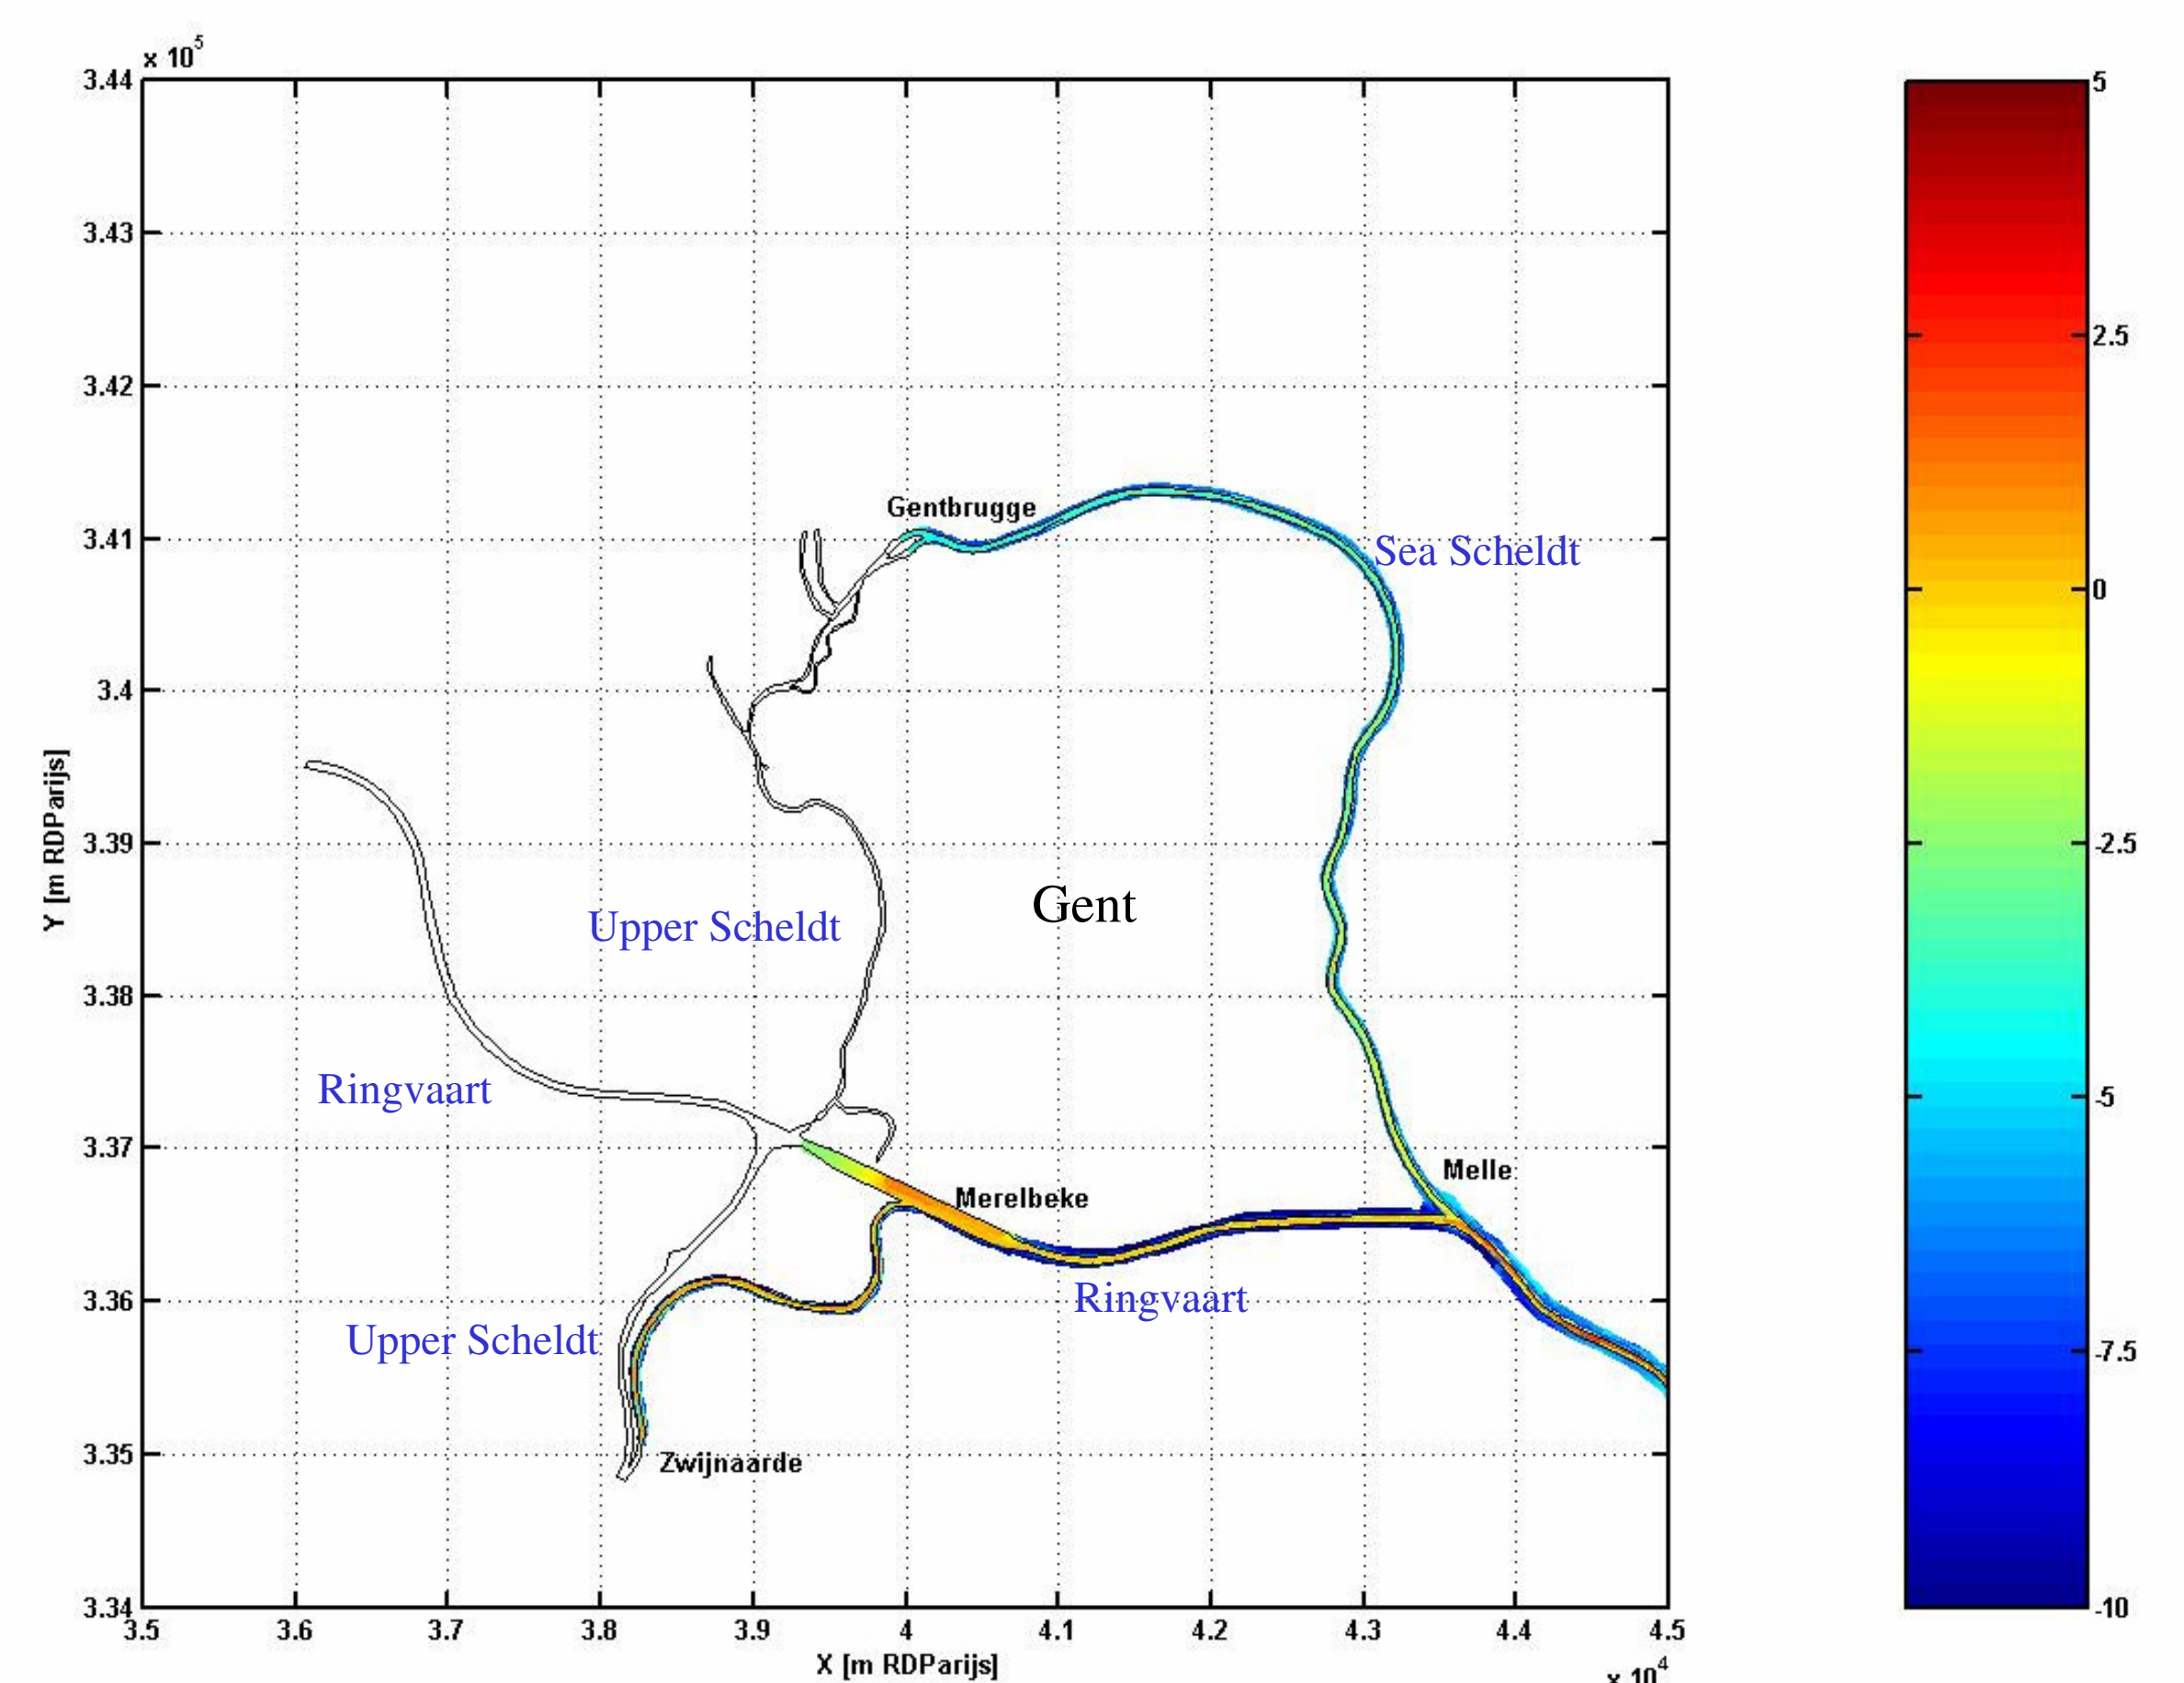 x 10^5
3.44
3.43
3.42
3.41
3.4
3.39
3.38
3.37
3.36
3.35
3.34
Y [m RDParijs]
Gentbrugge
Sea Scheldt
Gent
Upper Scheldt
Ringvaart
Melle
Merelbeke
Ringvaart
Upper Scheldt
Zwijnaarde
3.5 3.6 3.7 3.8 3.9 4 4.1 4.2 4.3 4.4 4.5
X [m RDParijs]
x 10^4
5
2.5
0
-2.5
-5
-7.5
-10